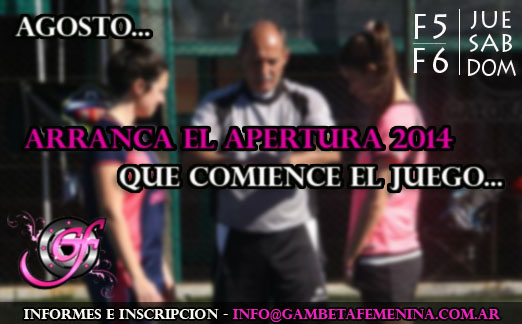 AGOSTO...
F5
F6
JUE
SAB
DOM
ARRANCA EL APERTURA 2014
QUE COMIENCE EL JUEGO...
Gf
INFORMES E INSCRIPCION - INFO@GAMBETAFEMENINA.COM.AR